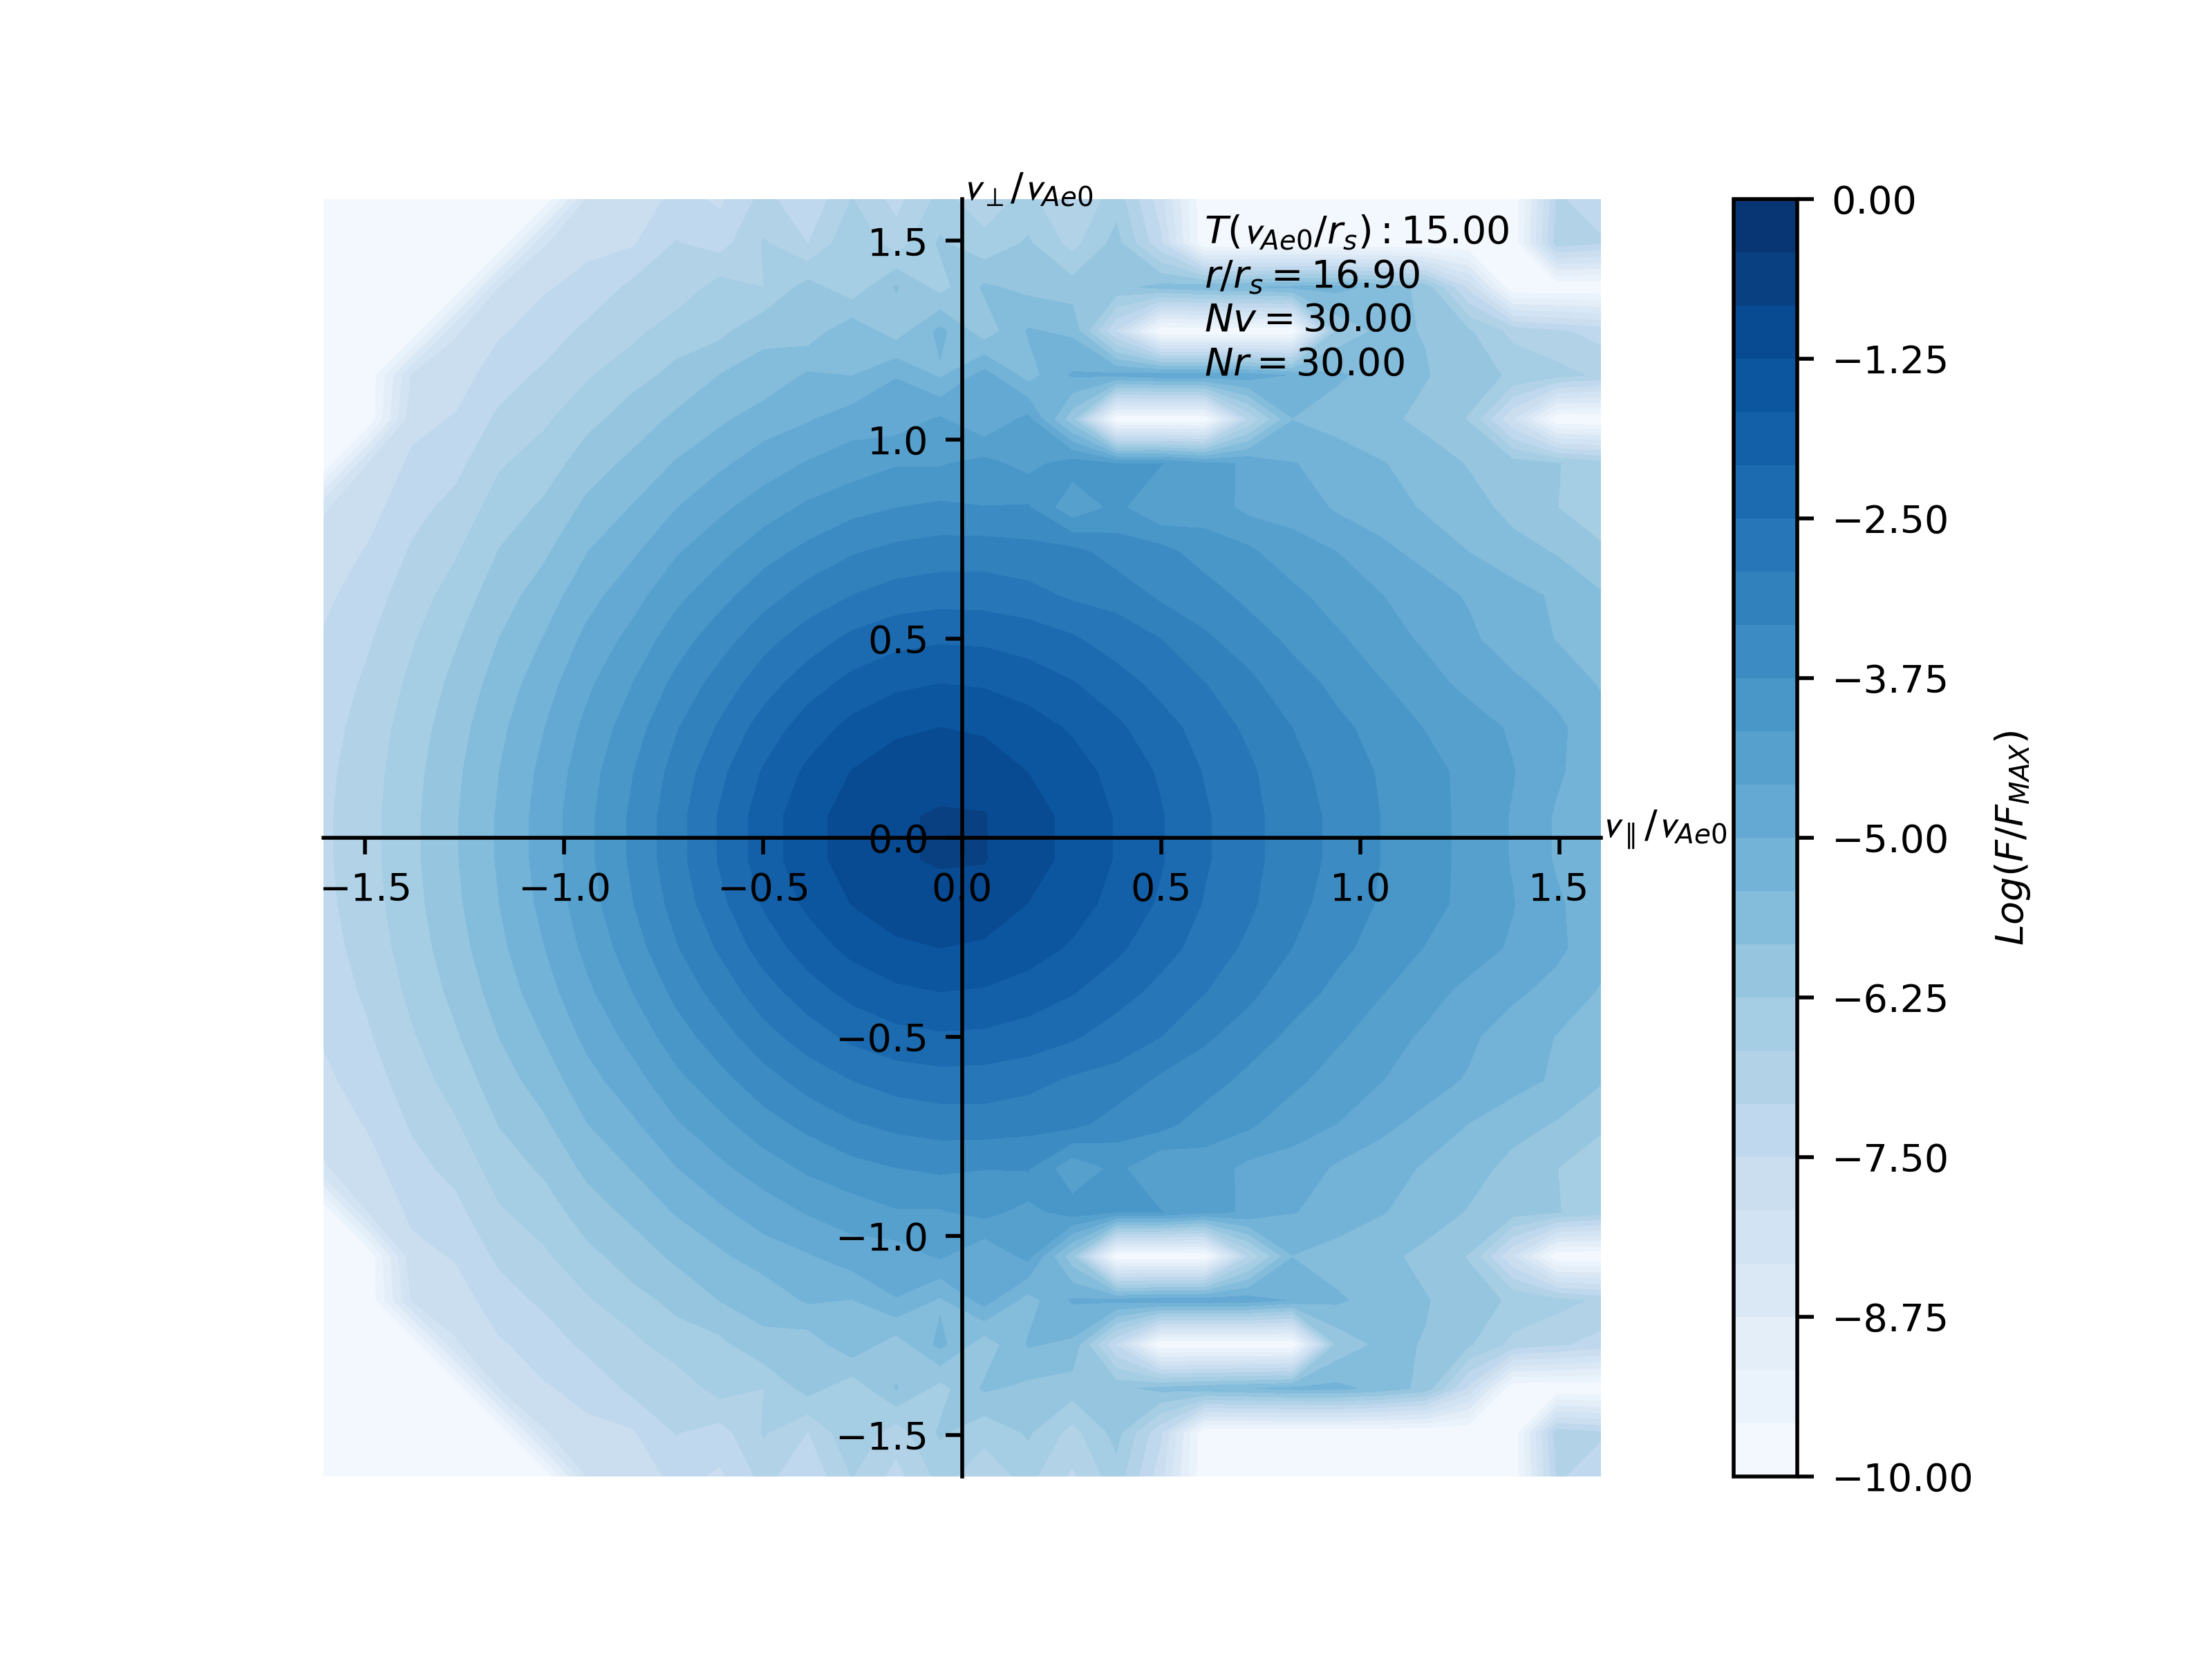 v⊥/vAe0
T(vAe0/rs) : 15.00
r/rs = 16.90
Nv = 30.00
Nr = 30.00
1.5
1.0
0.5
0.0
−0.5
−1.0
−1.5
−1.5 −1.0 −0.5 0.0 0.5 1.0 1.5
v∥/vAe0
0.00
−1.25
−2.50
−3.75
−5.00
−6.25
−7.50
−8.75
−10.00
Log(F/FMAX)